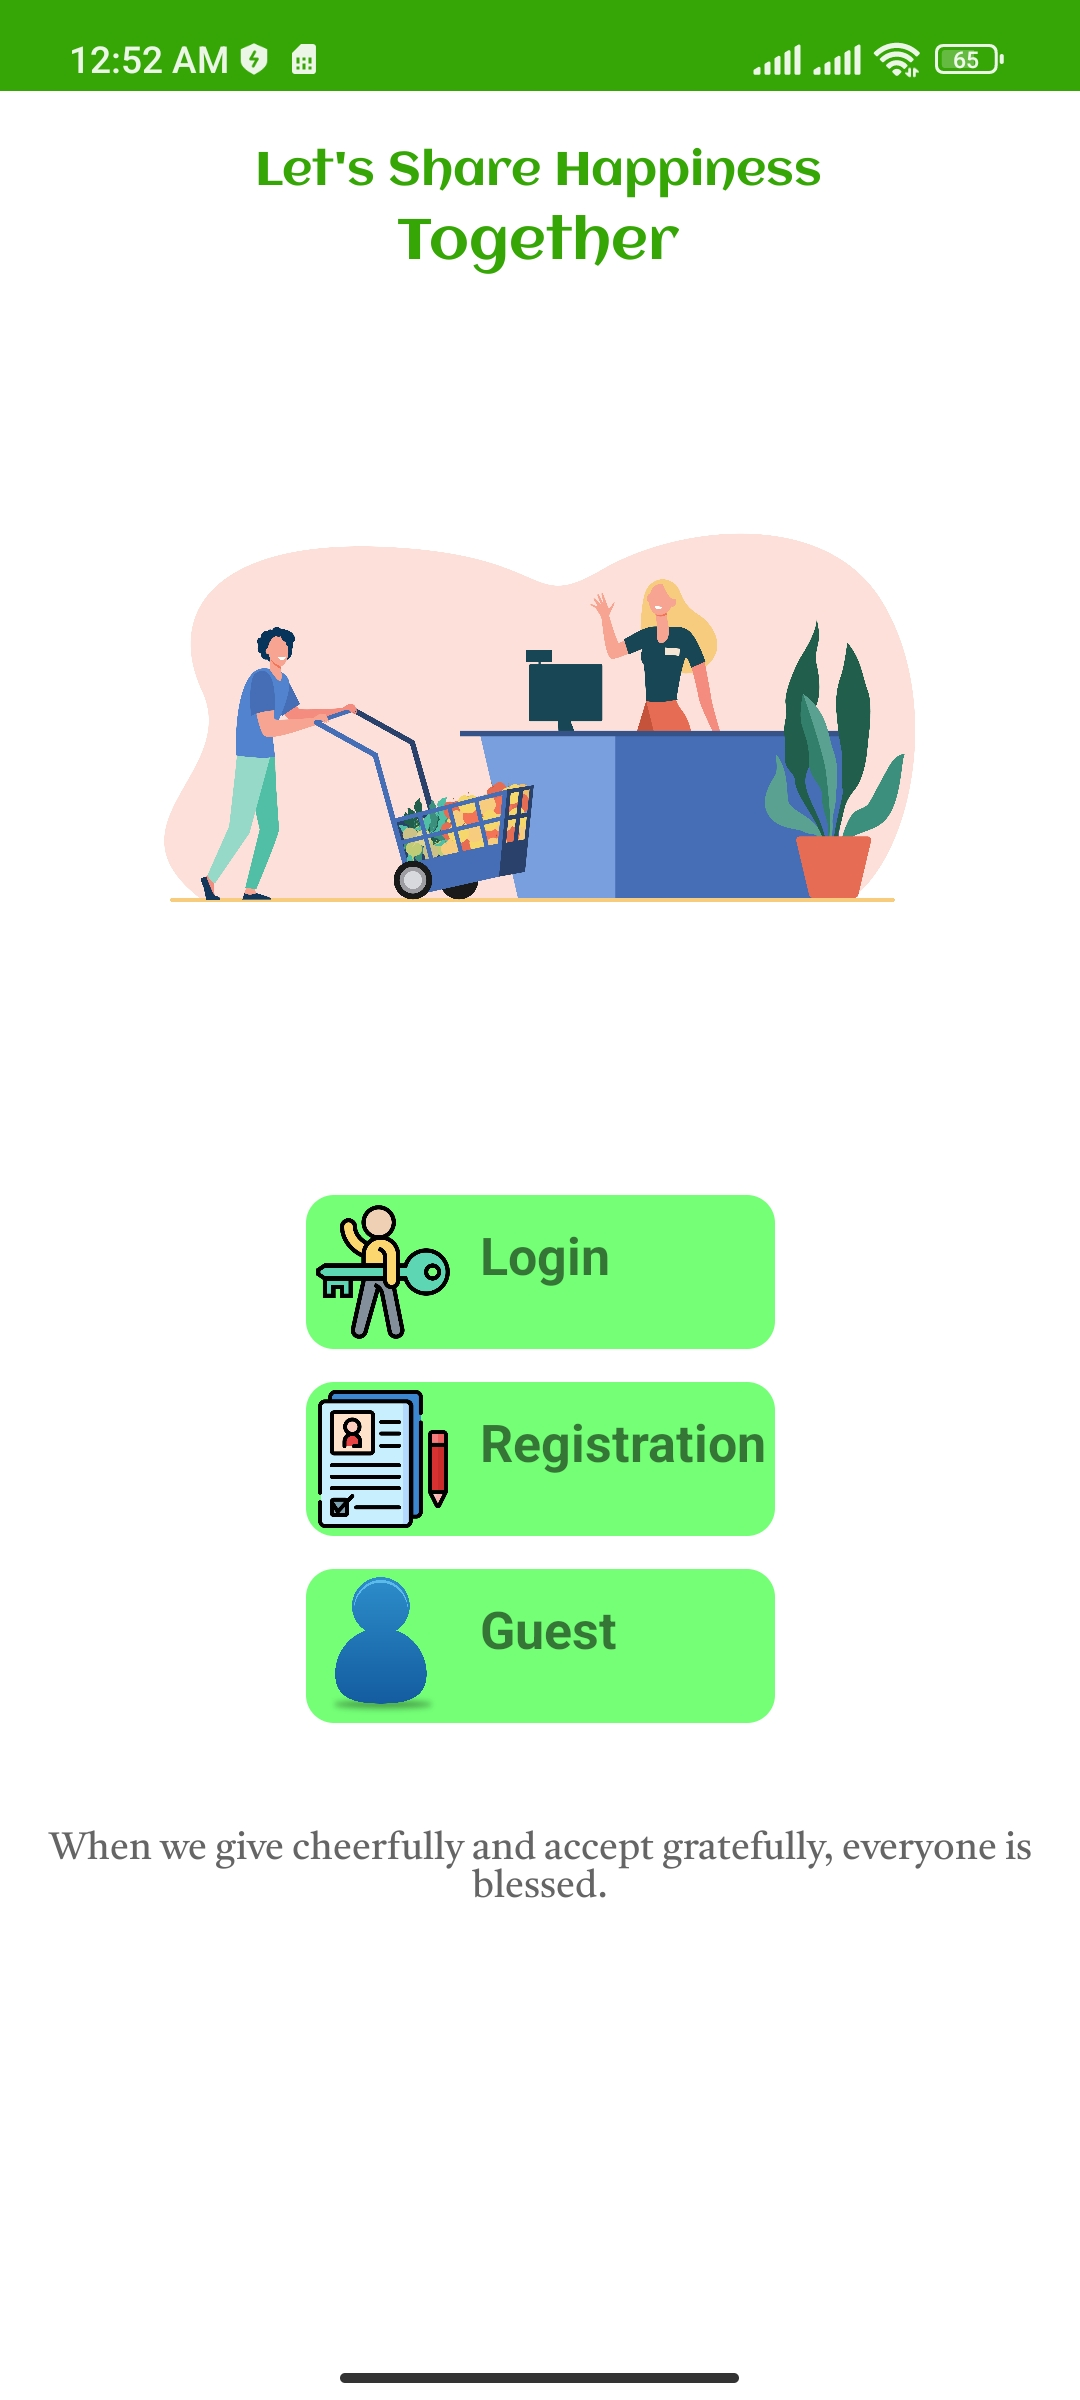 12:52 AM
65
Let's Share Happiness
Together
Login
Registration
Guest
When we give cheerfully and accept gratefully, everyone is
blessed.